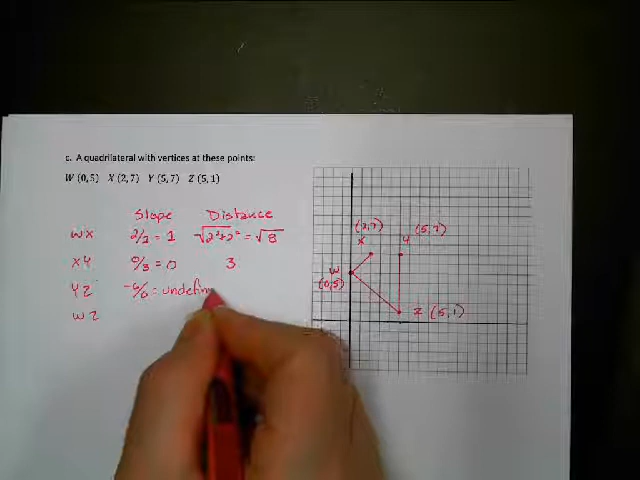 c. A quadrilateral with vertices at these points:
W (0,5) X (2,7) Y (5,7) Z (5,1)
Slope Distance
WX 2/2 = 1 √2²+2² = √8
XY 0/3 = 0 3
YZ -6/0 = undefin
WZ
(2,7)
X
(5,7)
Y
W
(0,5)
Z (5,1)